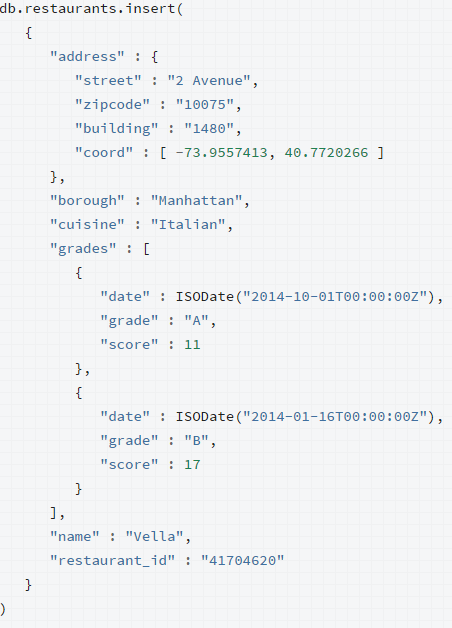 db.restaurants.insert(
{
"address" : {
"street" : "2 Avenue",
"zipcode" : "10075",
"building" : "1480",
"coord" : [ -73.9557413, 40.7720266 ]
},
"borough" : "Manhattan",
"cuisine" : "Italian",
"grades" : [
{
"date" : ISODate("2014-10-01T00:00:00Z"),
"grade" : "A",
"score" : 11
},
{
"date" : ISODate("2014-01-16T00:00:00Z"),
"grade" : "B",
"score" : 17
}
],
"name" : "Vella",
"restaurant_id" : "41704620"
}
)